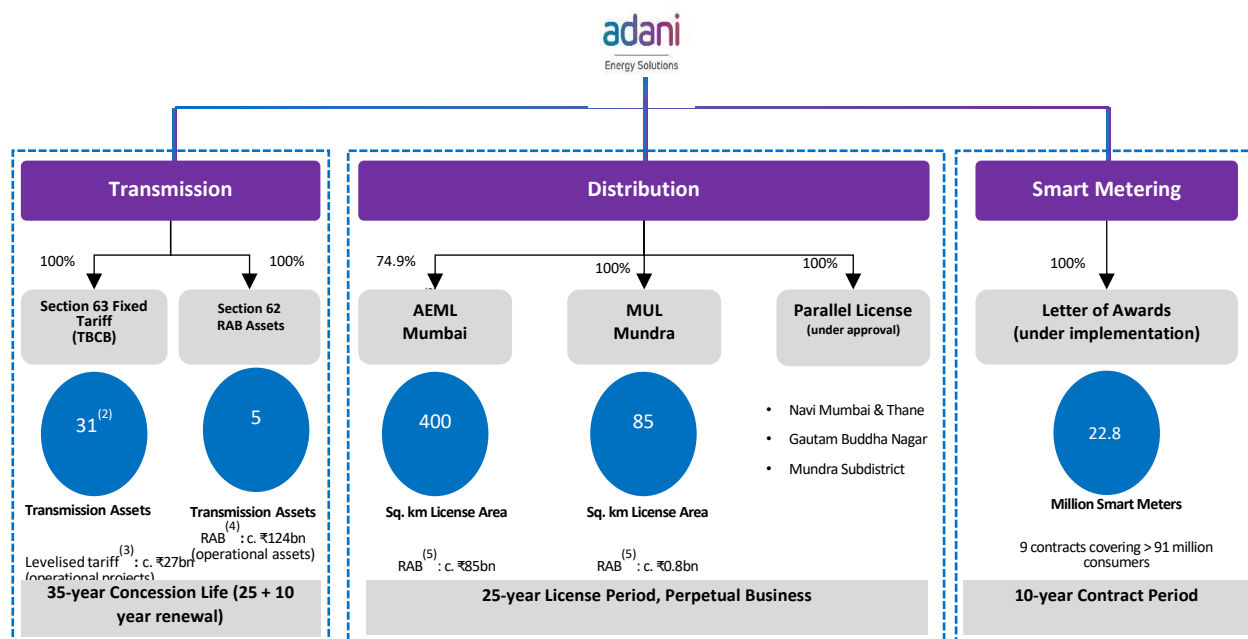 adani
Energy Solutions
Transmission
Distribution
Smart Metering
100%
100%
74.9%
100%
100%
100%
Section 63 Fixed
Tariff
(TBCB)
Section 62
RAB Assets
AEML
Mumbai
MUL
Mundra
Parallel License
(under approval)
Letter of Awards
(under implementation)
31(2)
5
400
85
• Navi Mumbai & Thane
• Gautam Buddha Nagar
• Mundra Subdistrict
22.8
Transmission Assets
Transmission Assets
RAB(4): c. ₹124bn
(operational assets)
Levelised tariff(3): c. ₹27bn
(operational projects)
Sq. km License Area
RAB(5): c. ₹85bn
Sq. km License Area
RAB(5): c. ₹0.8bn
Million Smart Meters
9 contracts covering > 91 million
consumers
35-year Concession Life (25 + 10
year renewal)
25-year License Period, Perpetual Business
10-year Contract Period